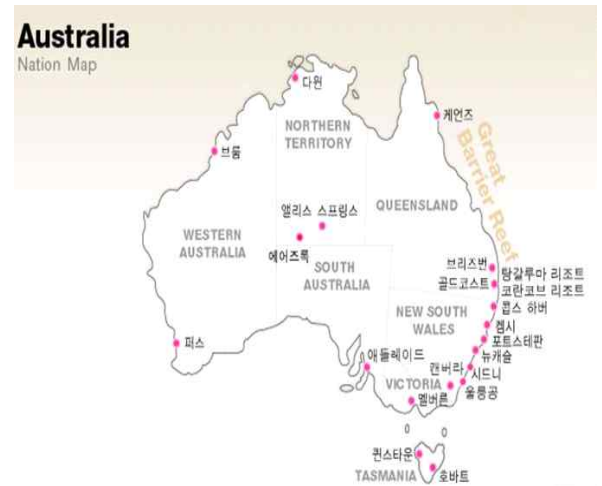 Australia
Nation Map
다윈
케언즈
NORTHERN
TERRITORY
Great
Barrier Reef
브룸
앨리스 스프링스
QUEENSLAND
WESTERN
AUSTRALIA
에어즈록
SOUTH
AUSTRALIA
브리즈번
탕갈루마 리조트
골드코스트
코란코브 리조트
콥스 하버
NEW SOUTH
WALES
켐시
포트스테판
퍼스
애들레이드
뉴캐슬
캔버라
시드니
VICTORIA
울릉공
멜버른
퀸스타운
TASMANIA
호바트